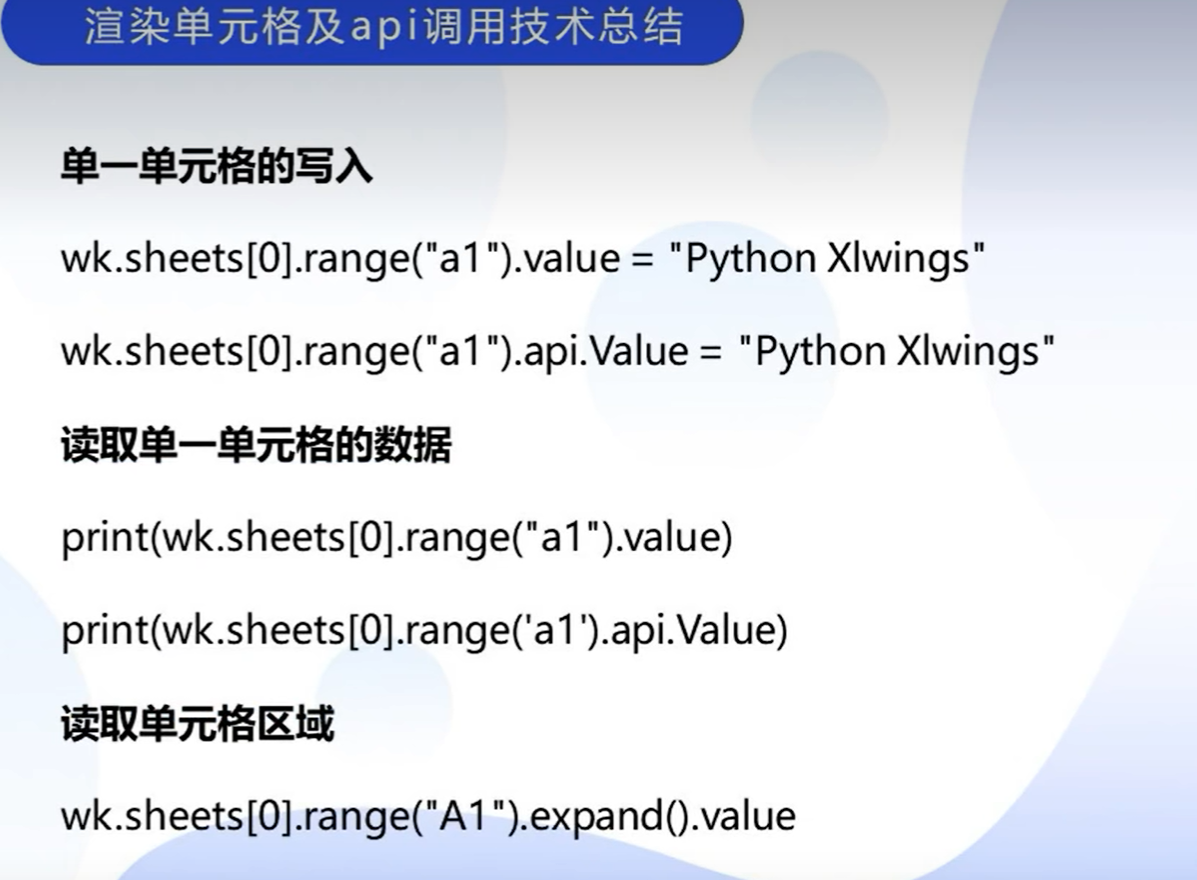 渲染单元格及api调用技术总结
单一单元格的写入
wk.sheets[0].range("a1").value = "Python Xlwings"
wk.sheets[0].range("a1").api.Value = "Python Xlwings"
读取单一单元格的数据
print(wk.sheets[0].range("a1").value)
print(wk.sheets[0].range('a1').api.Value)
读取单元格区域
wk.sheets[0].range("A1").expand().value